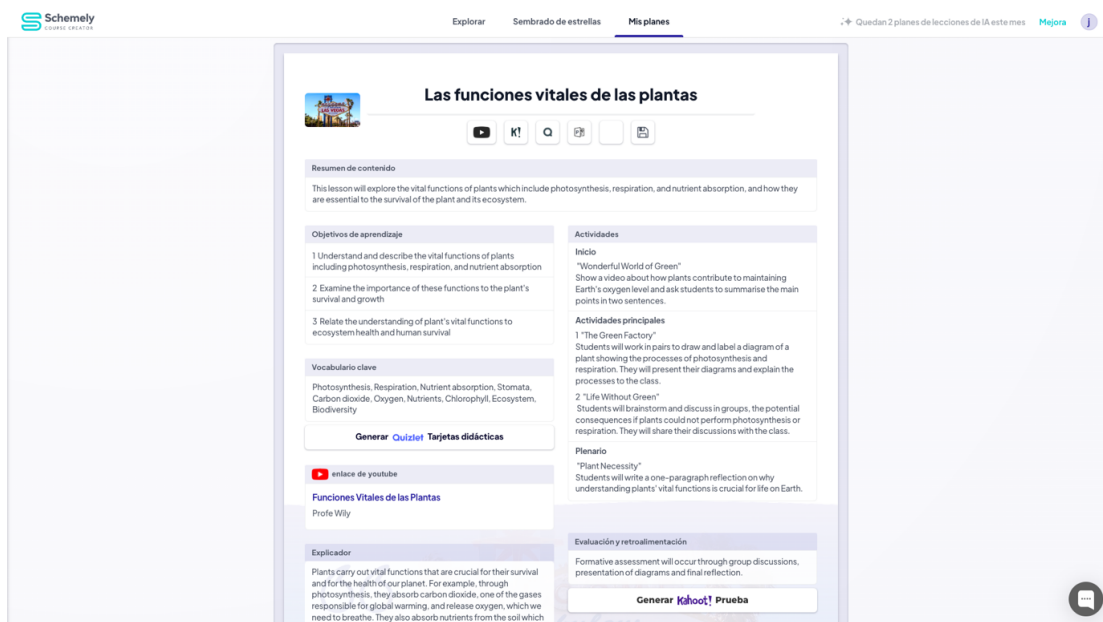 Schemely
COURSE CREATOR
Explorar
Sembrado de estrellas
Mis planes
Quedan 2 planes de lecciones de IA este mes
Mejora
j
Las funciones vitales de las plantas
K!
Q
Resumen de contenido
This lesson will explore the vital functions of plants which include photosynthesis, respiration, and nutrient absorption, and how they
are essential to the survival of the plant and its ecosystem.
Objetivos de aprendizaje
1 Understand and describe the vital functions of plants
including photosynthesis, respiration, and nutrient absorption
2 Examine the importance of these functions to the plant's
survival and growth
3 Relate the understanding of plant's vital functions to
ecosystem health and human survival
Vocabulario clave
Photosynthesis, Respiration, Nutrient absorption, Stomata,
Carbon dioxide, Oxygen, Nutrients, Chlorophyll, Ecosystem,
Biodiversity
Generar Quizlet Tarjetas didácticas
enlace de youtube
Funciones Vitales de las Plantas
Profe Wily
Explicador
Plants carry out vital functions that are crucial for their survival
and for the health of our planet. For example, through
photosynthesis, they absorb carbon dioxide, one of the gases
responsible for global warming, and release oxygen, which we
need to breathe. They also absorb nutrients from the soil which
Actividades
Inicio
"Wonderful World of Green"
Show a video about how plants contribute to maintaining
Earth's oxygen level and ask students to summarise the main
points in two sentences.
Actividades principales
1 "The Green Factory"
Students will work in pairs to draw and label a diagram of a
plant showing the processes of photosynthesis and
respiration. They will present their diagrams and explain the
processes to the class.
2 "Life Without Green"
Students will brainstorm and discuss in groups, the potential
consequences if plants could not perform photosynthesis or
respiration. They will share their discussions with the class.
Plenario
"Plant Necessity"
Students will write a one-paragraph reflection on why
understanding plants' vital functions is crucial for life on Earth.
Evaluación y retroalimentación
Formative assessment will occur through group discussions,
presentation of diagrams and final reflection.
Generar Kahoot! Prueba